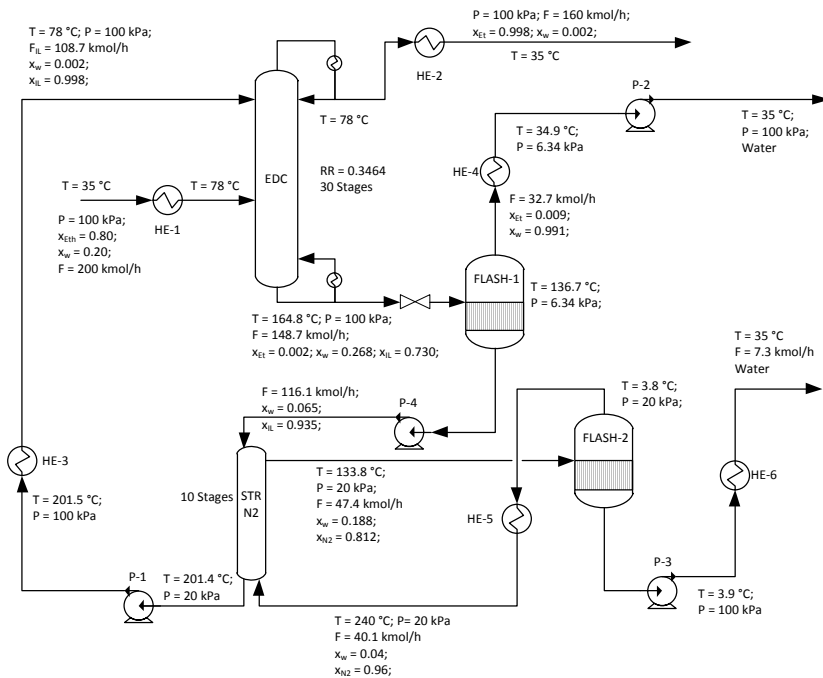 T = 78 °C; P = 100 kPa;
F_IL = 108.7 kmol/h
x_w = 0.002;
x_IL = 0.998;
P = 100 kPa; F = 160 kmol/h;
x_Et = 0.998; x_w = 0.002;
T = 35 °C
HE-2
T = 78 °C
P-2
T = 35 °C;
P = 100 kPa;
Water
T = 34.9 °C;
P = 6.34 kPa
HE-4
EDC
RR = 0.3464
30 Stages
T = 35 °C
T = 78 °C
HE-1
P = 100 kPa;
x_Eth = 0.80;
x_w = 0.20;
F = 200 kmol/h
F = 32.7 kmol/h
x_Et = 0.009;
x_w = 0.991;
FLASH-1
T = 136.7 °C;
P = 6.34 kPa;
T = 164.8 °C; P = 100 kPa;
F = 148.7 kmol/h;
x_Et = 0.002; x_w = 0.268; x_IL = 0.730;
T = 35 °C
F = 7.3 kmol/h
Water
F = 116.1 kmol/h;
x_w = 0.065;
x_IL = 0.935;
P-4
T = 3.8 °C;
P = 20 kPa;
FLASH-2
HE-3
10 Stages
STR
N2
T = 133.8 °C;
P = 20 kPa;
F = 47.4 kmol/h
x_w = 0.188;
x_N2 = 0.812;
HE-5
HE-6
T = 201.5 °C;
P = 100 kPa
P-1
T = 201.4 °C;
P = 20 kPa
P-3
T = 3.9 °C;
P = 100 kPa
T = 240 °C; P= 20 kPa
F = 40.1 kmol/h
x_w = 0.04;
x_N2 = 0.96;